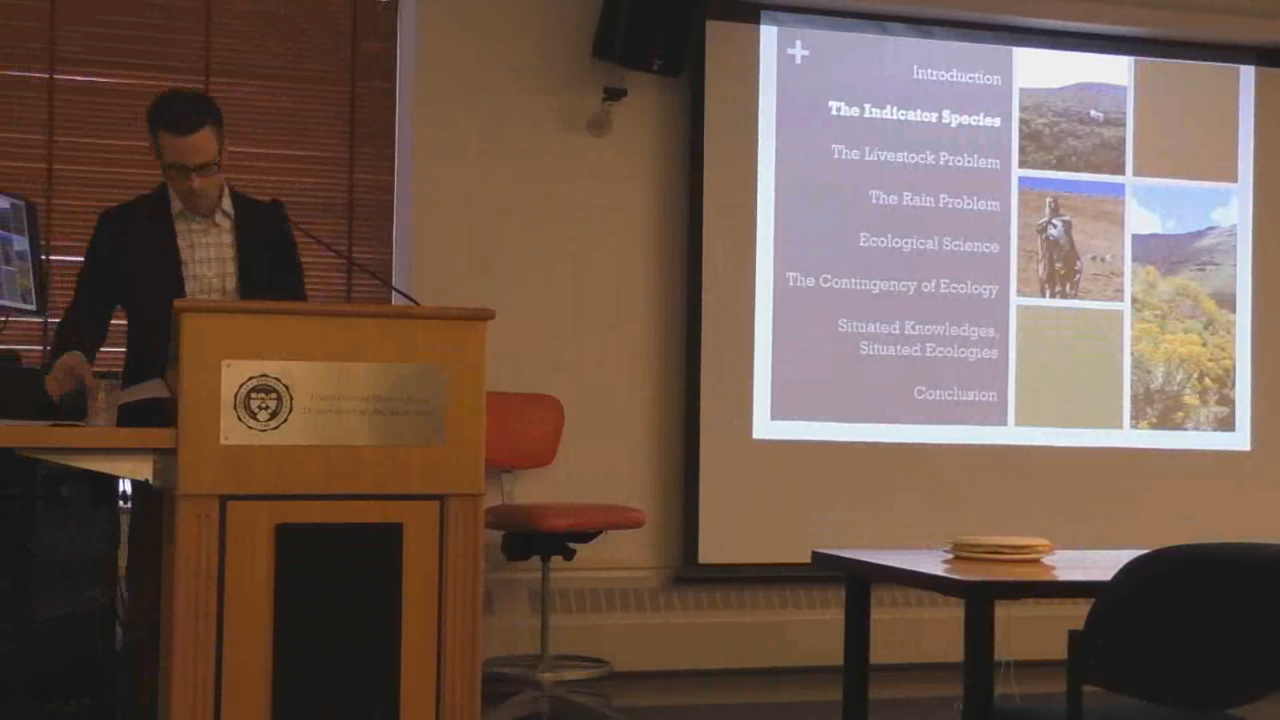 +
Introduction
The Indicator Species
The Livestock Problem
The Rain Problem
Ecological Science
The Contingency of Ecology
Situated Knowledges,
Situated Ecologies
Conclusion